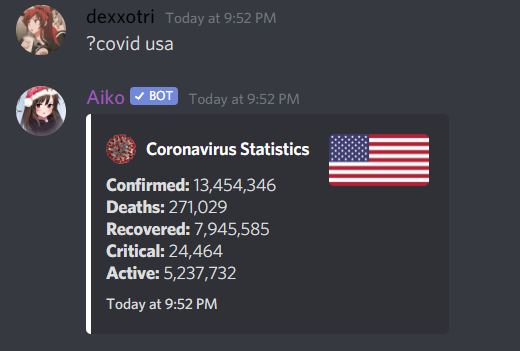 dexxotri Today at 9:52 PM
?covid usa
Aiko ✓ BOT Today at 9:52 PM
Coronavirus Statistics
Confirmed: 13,454,346
Deaths: 271,029
Recovered: 7,945,585
Critical: 24,464
Active: 5,237,732
Today at 9:52 PM